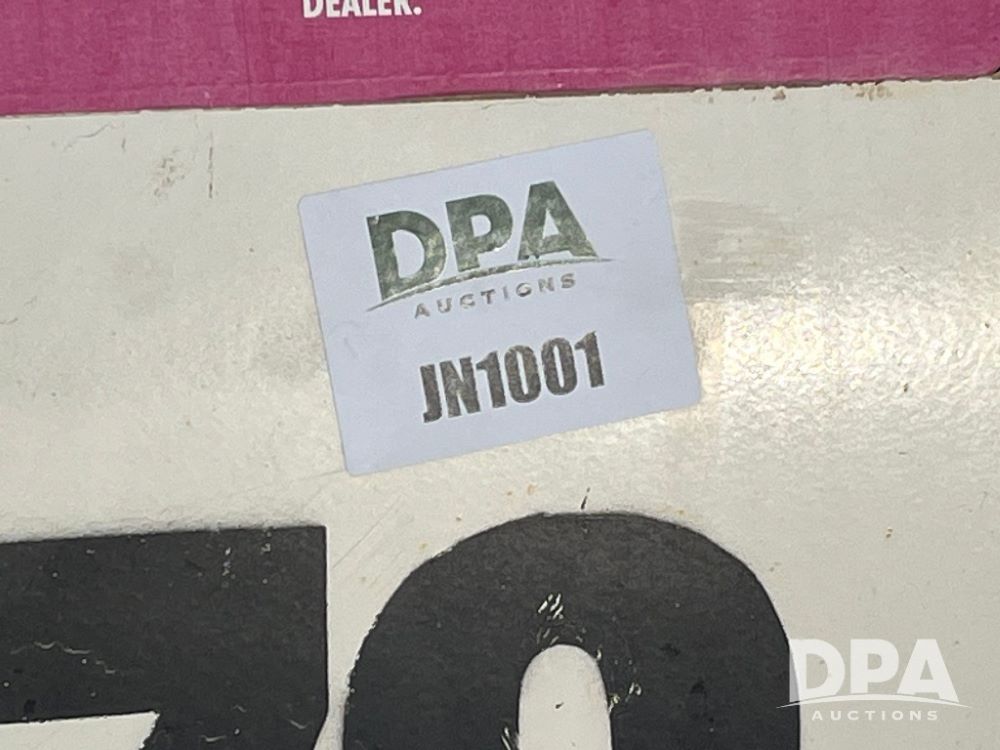 DEALER.
DPA
AUCTIONS
JN1001
DPA
AUCTIONS